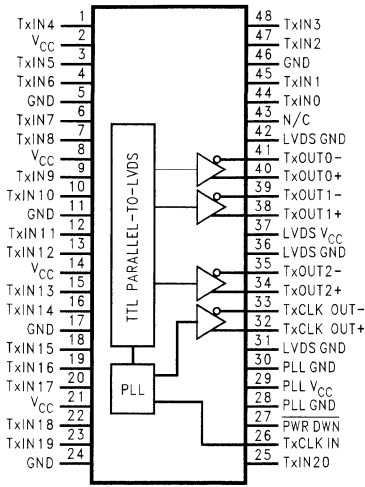 TxIN4 1 48 TxIN3
VCC 2 47 TxIN2
TxIN5 3 46 GND
TxIN6 4 45 TxIN1
GND 5 44 TxIN0
TxIN7 6 43 N/C
TxIN8 7 42 LVDS GND
VCC 8 41 TxOUT0-
TxIN9 9 40 TxOUT0+
TxIN10 10 39 TxOUT1-
GND 11 38 TxOUT1+
TxIN11 12 37 LVDS VCC
TxIN12 13 36 LVDS GND
VCC 14 35 TxOUT2-
TxIN13 15 34 TxOUT2+
TxIN14 16 33 TxCLK OUT-
GND 17 32 TxCLK OUT+
TxIN15 18 31 LVDS GND
TxIN16 19 30 PLL GND
TxIN17 20 29 PLL VCC
VCC 21 28 PLL GND
TxIN18 22 27 PWR DWN
TxIN19 23 26 TxCLK IN
GND 24 25 TxIN20
TTL PARALLEL-TO-LVDS
PLL